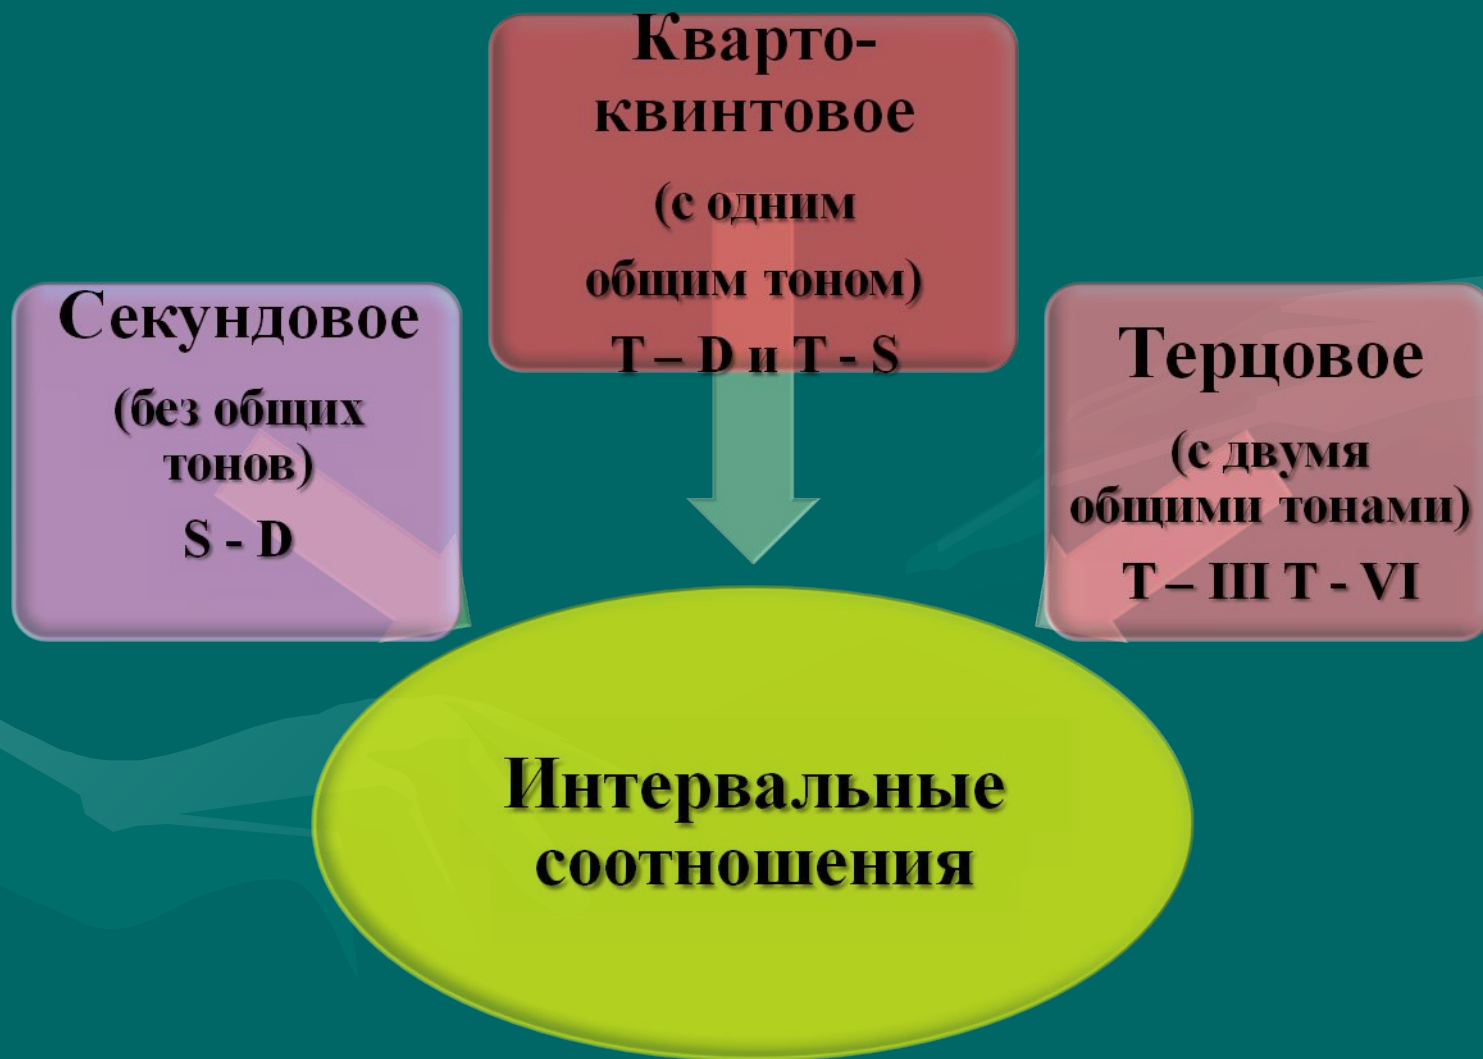 Кварто-
квинтовое
(с одним
общим тоном)
Т – D и Т - S
Секундовое
(без общих
тонов)
S - D
Терцовое
(с двумя
общими тонами)
Т – III Т - VI
Интервальные
соотношения